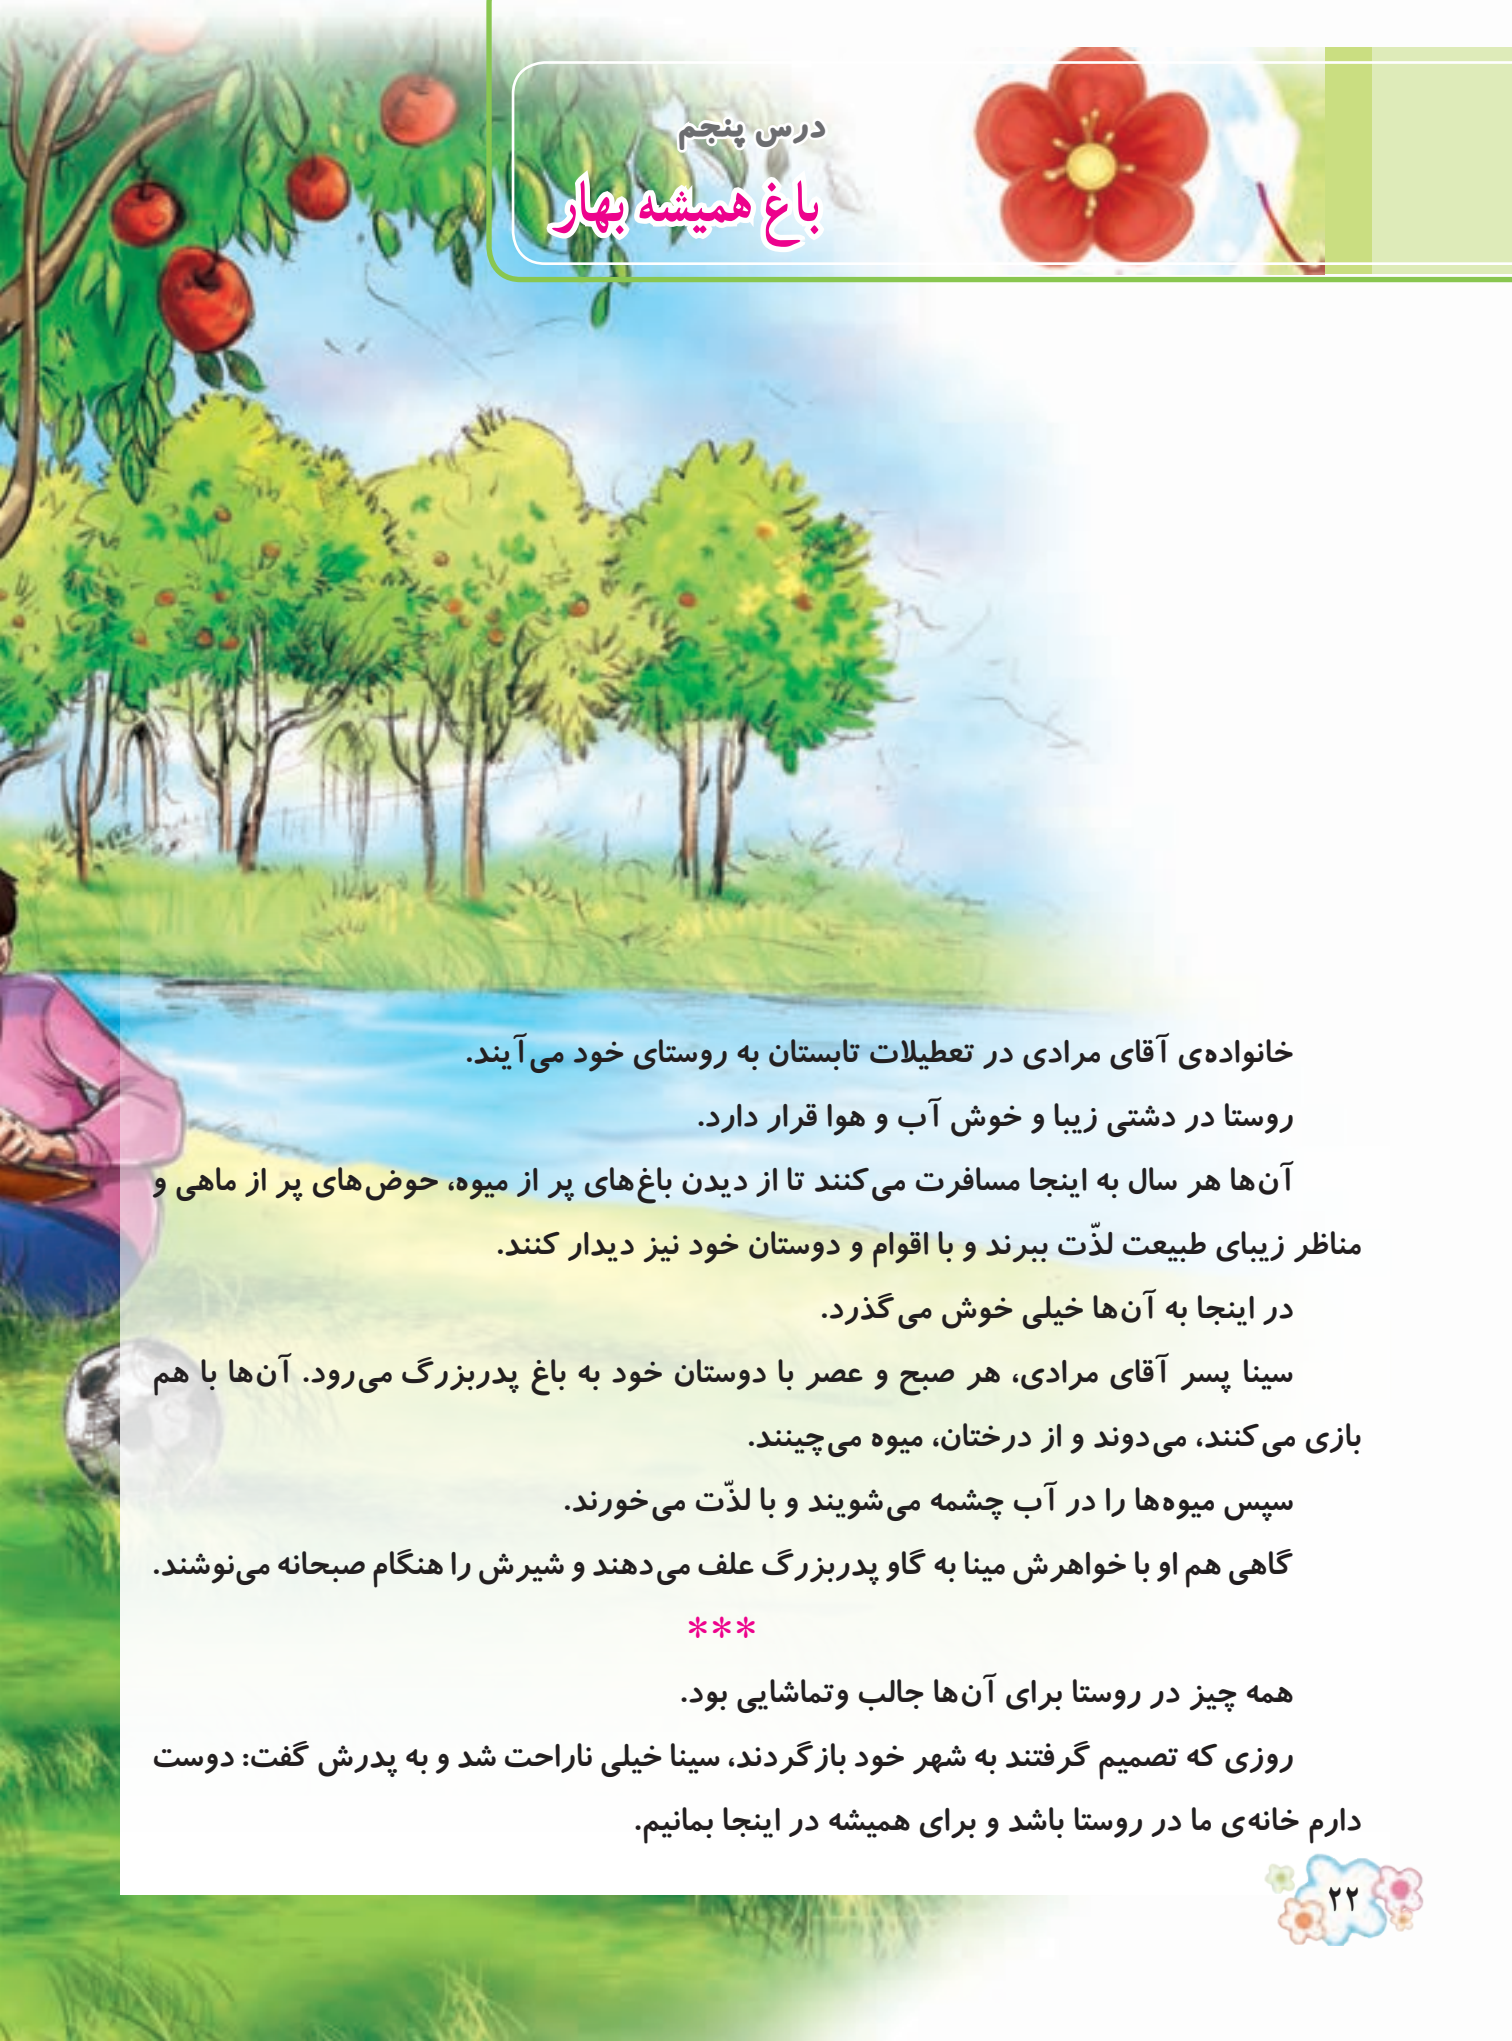 درس پنجم
باغ همیشه بهار
خانواده‌ی آقای مرادی در تعطیلات تابستان به روستای خود می‌آیند.
روستا در دشتی زیبا و خوش آب و هوا قرار دارد.
آن‌ها هر سال به اینجا مسافرت می‌کنند تا از دیدن باغ‌های پر از میوه، حوض‌های پر از ماهی و
مناظر زیبای طبیعت لذّت ببرند و با اقوام و دوستان خود نیز دیدار کنند.
در اینجا به آن‌ها خیلی خوش می‌گذرد.
سینا پسر آقای مرادی، هر صبح و عصر با دوستان خود به باغ پدربزرگ می‌رود. آن‌ها با هم
بازی می‌کنند، می‌دوند و از درختان، میوه می‌چینند.
سپس میوه‌ها را در آب چشمه می‌شویند و با لذّت می‌خورند.
گاهی هم او با خواهرش مینا به گاو پدربزرگ علف می‌دهند و شیرش را هنگام صبحانه می‌نوشند.
***
همه چیز در روستا برای آن‌ها جالب وتماشایی بود.
روزی که تصمیم گرفتند به شهر خود بازگردند، سینا خیلی ناراحت شد و به پدرش گفت: دوست
دارم خانه‌ی ما در روستا باشد و برای همیشه در اینجا بمانیم.
۲۲